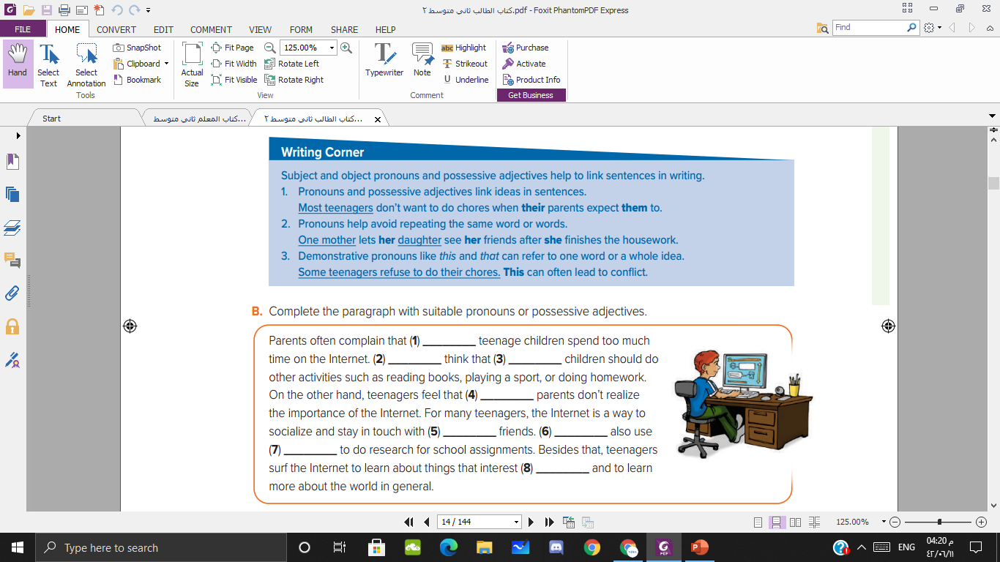 كتاب الطالب ثاني متوسط ٢.pdf - Foxit PhantomPDF Express
FILE
HOME
CONVERT
EDIT
COMMENT
VIEW
FORM
SHARE
HELP
Find
Hand
Select Text
Select Annotation
SnapShot
Clipboard
Bookmark
Tools
Actual Size
Fit Page
Fit Width
Fit Visible
125.00%
Rotate Left
Rotate Right
View
Typewriter
Note
abc Highlight
T Strikeout
U Underline
Comment
Purchase
Activate
Product Info
Get Business
Start
كتاب المعلم ثاني متوسط...
كتاب الطالب ثاني متوسط ٢...
Writing Corner
Subject and object pronouns and possessive adjectives help to link sentences in writing.
1. Pronouns and possessive adjectives link ideas in sentences.
Most teenagers don't want to do chores when their parents expect them to.
2. Pronouns help avoid repeating the same word or words.
One mother lets her daughter see her friends after she finishes the housework.
3. Demonstrative pronouns like this and that can refer to one word or a whole idea.
Some teenagers refuse to do their chores. This can often lead to conflict.
B. Complete the paragraph with suitable pronouns or possessive adjectives.
Parents often complain that (1) ________ teenage children spend too much
time on the Internet. (2) ________ think that (3) ________ children should do
other activities such as reading books, playing a sport, or doing homework.
On the other hand, teenagers feel that (4) ________ parents don't realize
the importance of the Internet. For many teenagers, the Internet is a way to
socialize and stay in touch with (5) ________ friends. (6) ________ also use
(7) ________ to do research for school assignments. Besides that, teenagers
surf the Internet to learn about things that interest (8) ________ and to learn
more about the world in general.
14 / 144
125.00%
Type here to search
ENG
04:20 م
٤٢/٠٦/١١